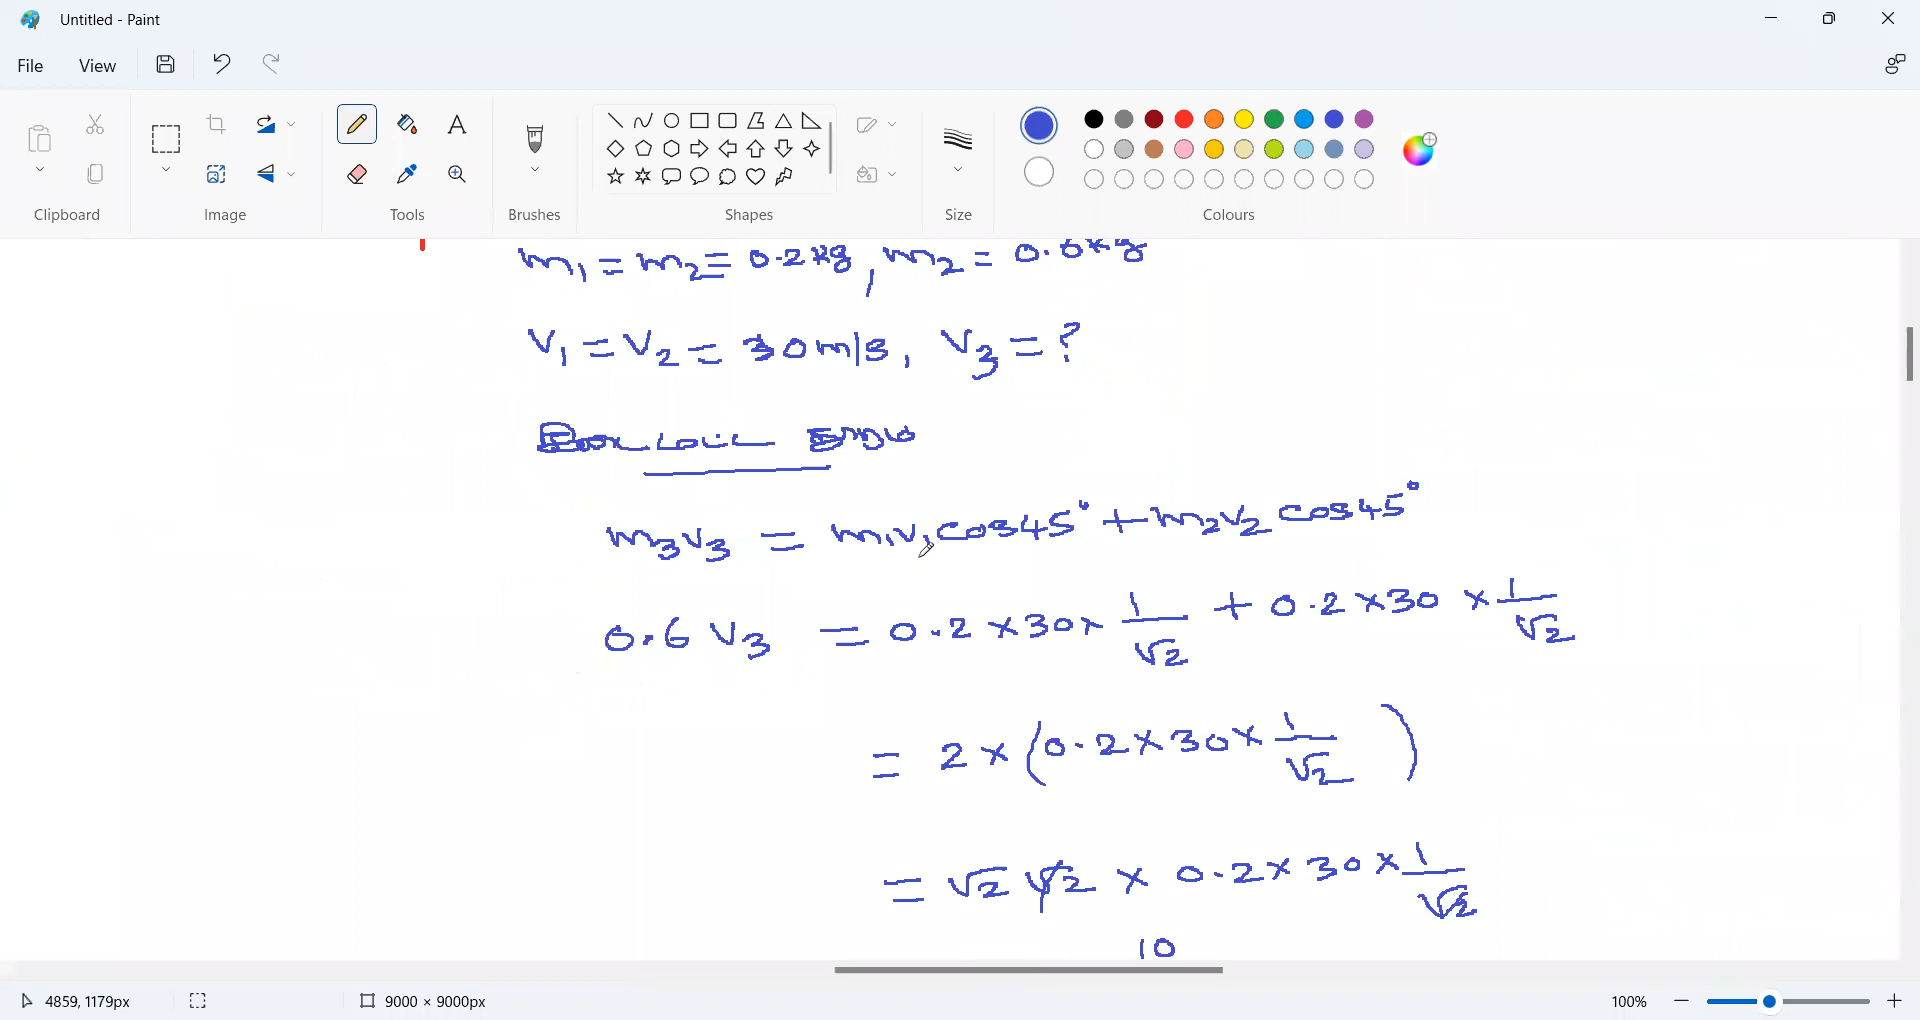 Untitled - Paint
File View
Clipboard Image Tools Brushes Shapes Size Colours
m₁ = m₂ = 0.2kg, m₂ = 0.6kg
V₁ = V₂ = 30m/s, V₃ = ?
m₃v₃ = m₁v₁cos45° + m₂v₂ cos45°
0.6 V₃ = 0.2 × 30 × 1/√2 + 0.2 × 30 × 1/√2
= 2 × (0.2 × 30 × 1/√2)
= √2 √2 × 0.2 × 30 × 1/√2
10
4859, 1179px 9000 × 9000px 100%